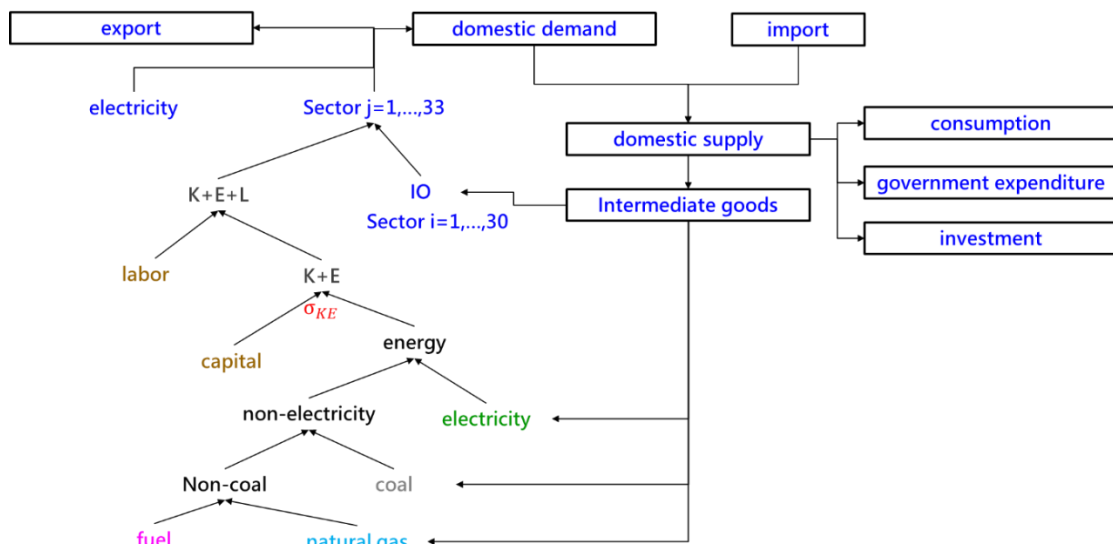 export
domestic demand
import
electricity
Sector j=1,...,33
domestic supply
consumption
K+E+L
IO
Sector i=1,...,30
Intermediate goods
government expenditure
investment
labor
K+E
σKE
capital
energy
non-electricity
electricity
Non-coal
coal
fuel
natural gas